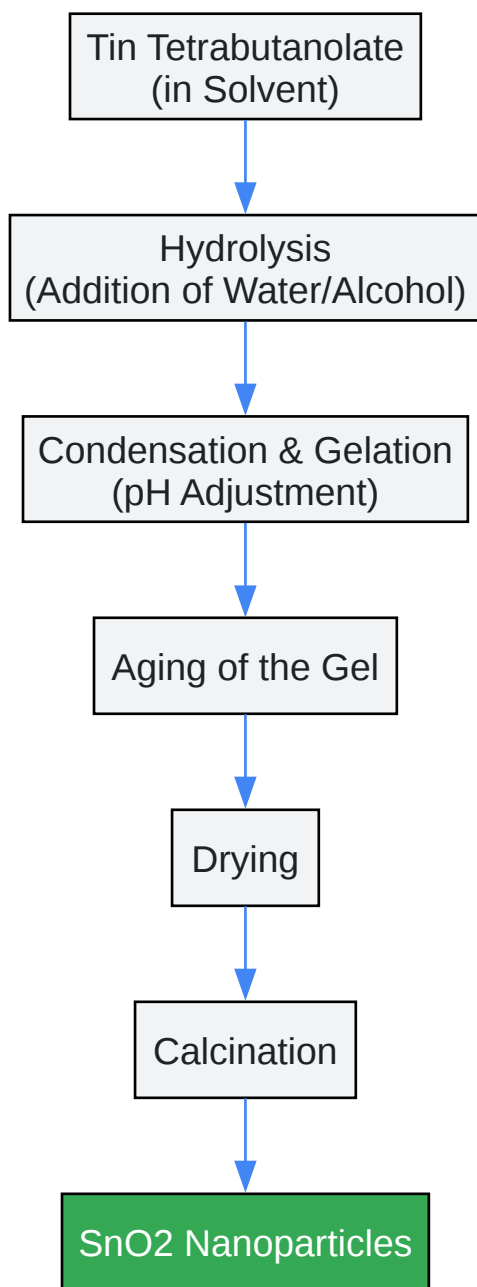 Tin Tetrabutanolate
(in Solvent)
Hydrolysis
(Addition of Water/Alcohol)
Condensation & Gelation
(pH Adjustment)
Aging of the Gel
Drying
Calcination
SnO2 Nanoparticles